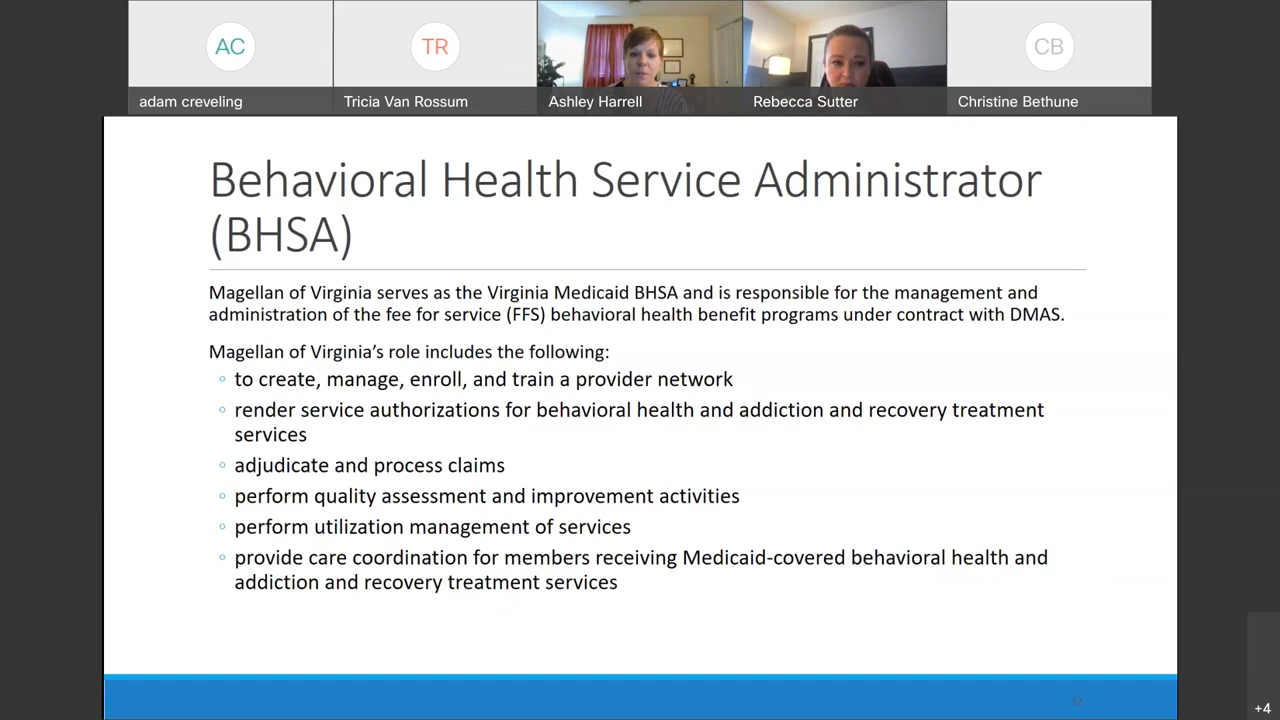 AC
TR
CB
adam creveling
Tricia Van Rossum
Ashley Harrell
Rebecca Sutter
Christine Bethune
Behavioral Health Service Administrator
(BHSA)
Magellan of Virginia serves as the Virginia Medicaid BHSA and is responsible for the management and
administration of the fee for service (FFS) behavioral health benefit programs under contract with DMAS.
Magellan of Virginia’s role includes the following:
◦ to create, manage, enroll, and train a provider network
◦ render service authorizations for behavioral health and addiction and recovery treatment
services
◦ adjudicate and process claims
◦ perform quality assessment and improvement activities
◦ perform utilization management of services
◦ provide care coordination for members receiving Medicaid-covered behavioral health and
addiction and recovery treatment services
32
+4